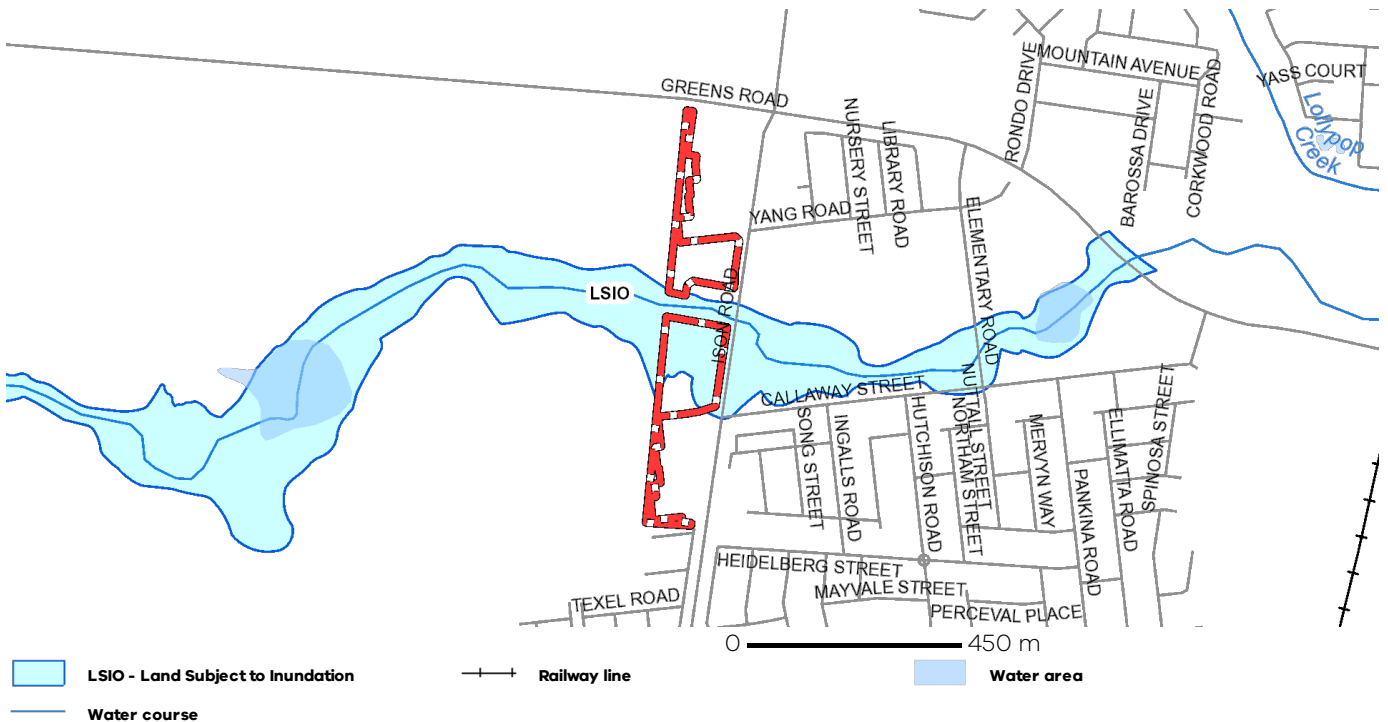 MOUNTAIN AVENUE
YASS COURT
GREENS ROAD
RONDO DRIVE
BAROSSA DRIVE
CORKWOOD ROAD
Lollypop
Creek
NURSERY STREET
LIBRARY ROAD
YANG ROAD
ELEMENTARY ROAD
LSIO
ISON ROAD
CALLAWAY STREET
SONG STREET
INGALLS ROAD
HUTCHISON ROAD
NUTTALL STREET
NORTHAM STREET
MERVYN WAY
PANKINA ROAD
ELLIMATTA ROAD
SPINOSA STREET
HEIDELBERG STREET
MAYVALE STREET
TEXEL ROAD
PERCEVAL PLACE
0 450 m
LSIO - Land Subject to Inundation
Railway line
Water area
Water course